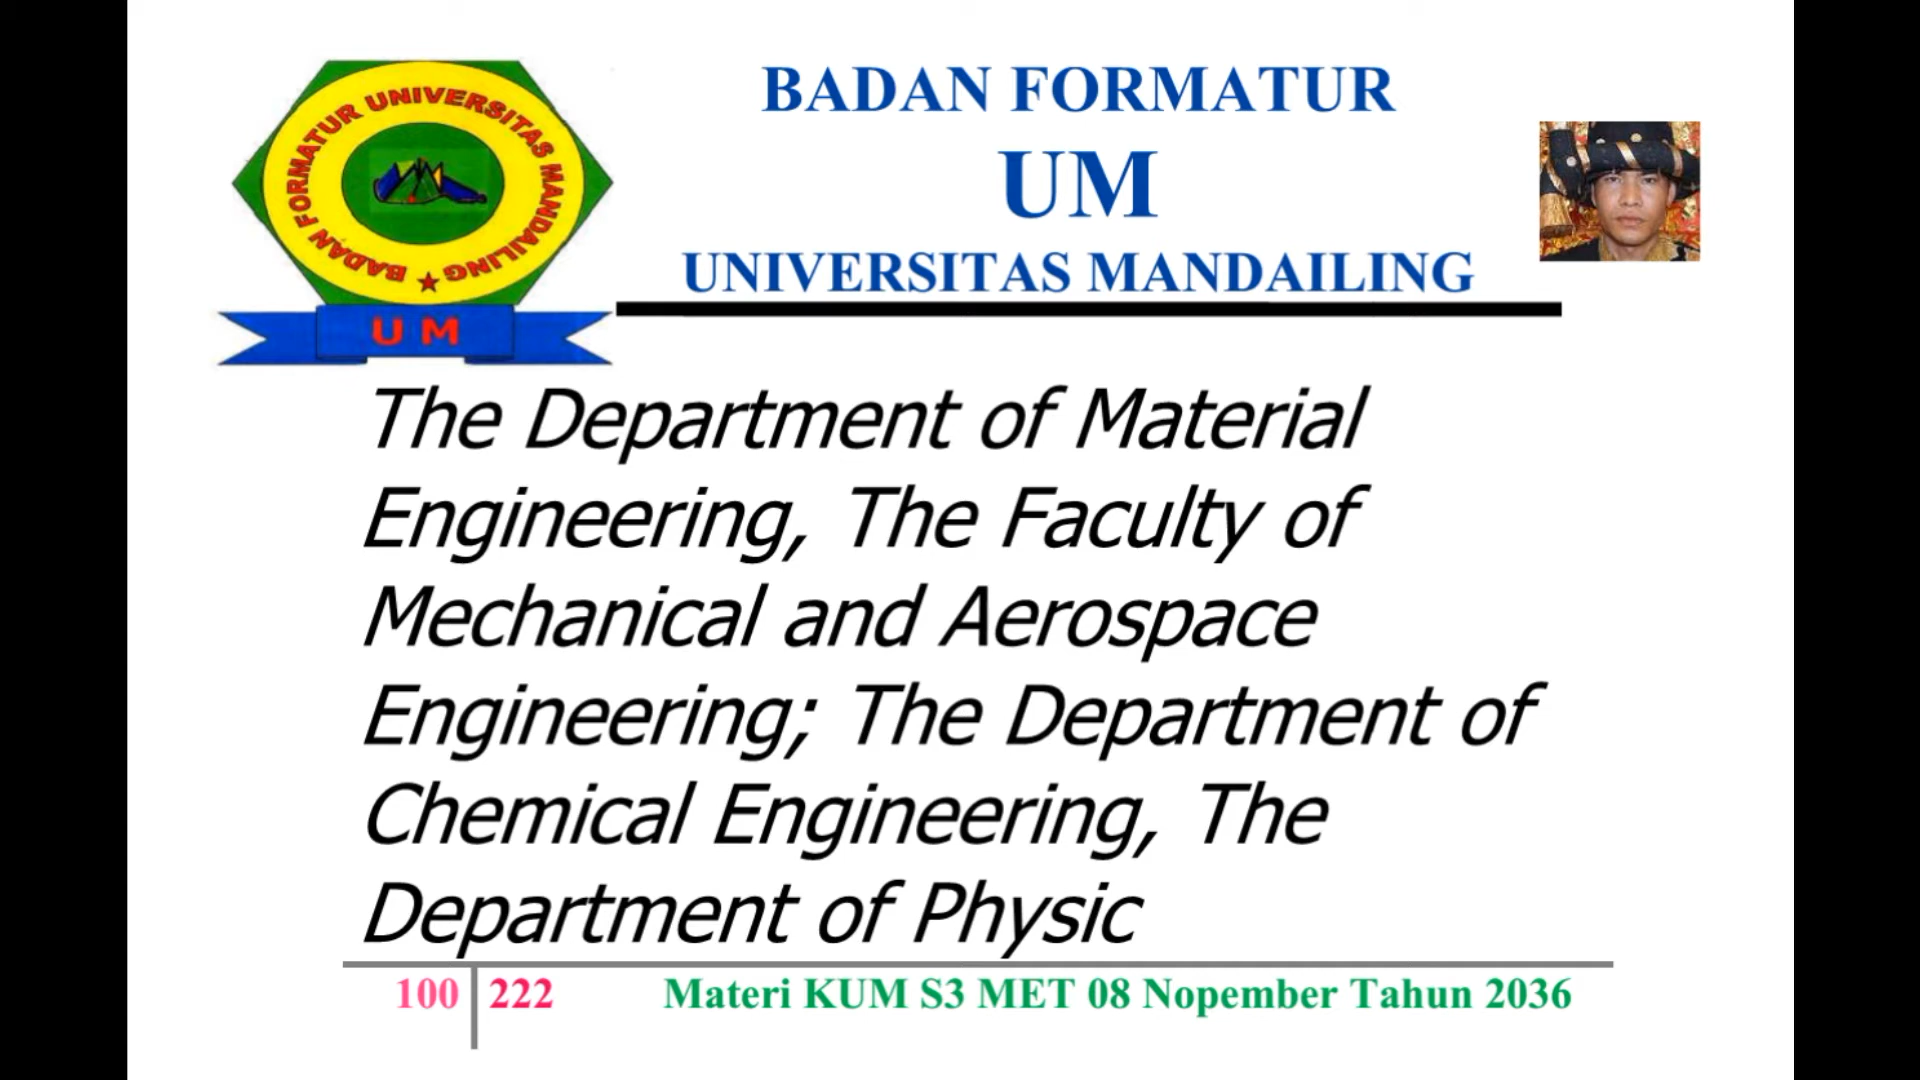 BADAN FORMATUR UNIVERSITAS MANDAILING
U M
BADAN FORMATUR
UM
UNIVERSITAS MANDAILING
The Department of Material
Engineering, The Faculty of
Mechanical and Aerospace
Engineering; The Department of
Chemical Engineering, The
Department of Physic
100 222 Materi KUM S3 MET 08 Nopember Tahun 2036